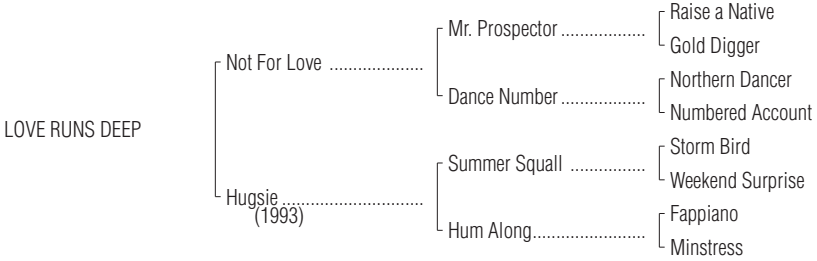 Raise a Native
Mr. Prospector ..................
Gold Digger
Not For Love ....................
Northern Dancer
Dance Number ..................
Numbered Account
LOVE RUNS DEEP
Storm Bird
Summer Squall ................
Weekend Surprise
Hugsie ..............................
(1993)
Fappiano
Hum Along........................
Minstress